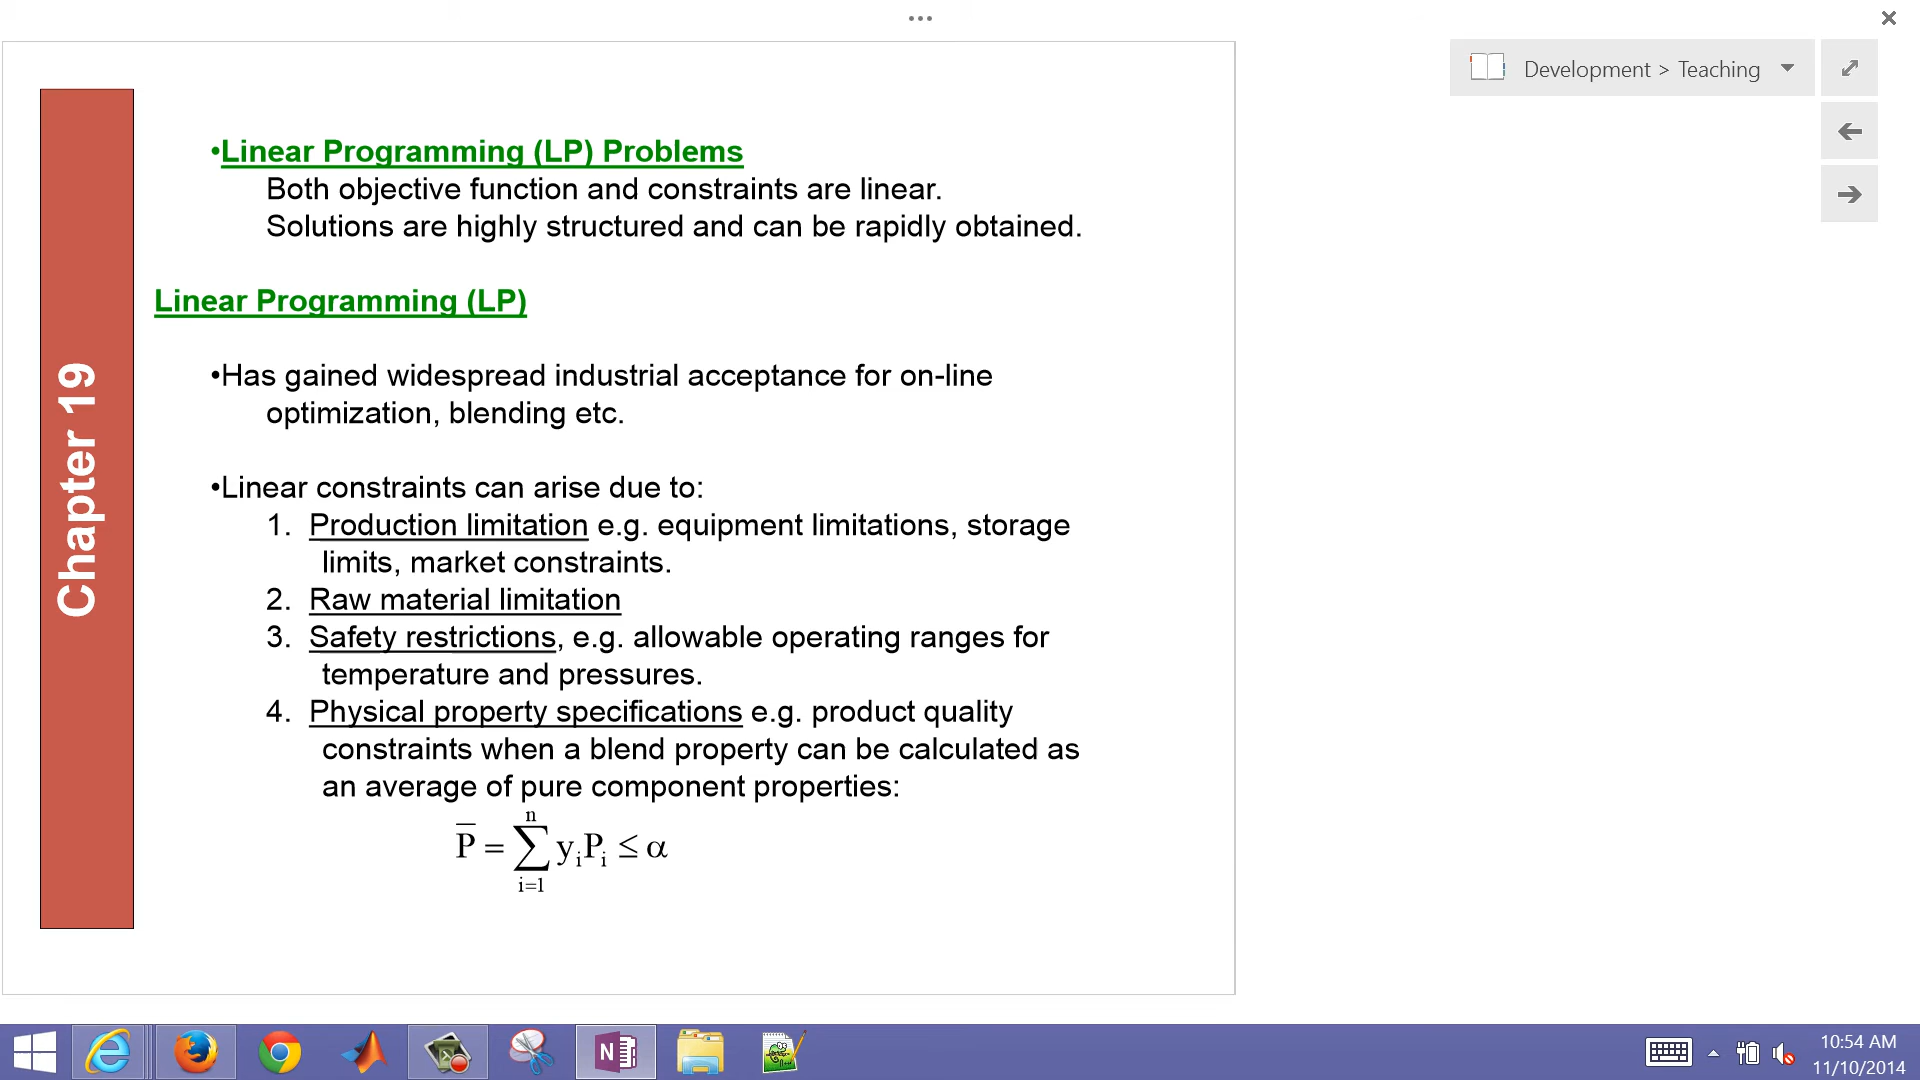 Development > Teaching
•Linear Programming (LP) Problems
Both objective function and constraints are linear.
Solutions are highly structured and can be rapidly obtained.
Linear Programming (LP)
•Has gained widespread industrial acceptance for on-line
optimization, blending etc.
•Linear constraints can arise due to:
1. Production limitation e.g. equipment limitations, storage
limits, market constraints.
2. Raw material limitation
3. Safety restrictions, e.g. allowable operating ranges for
temperature and pressures.
4. Physical property specifications e.g. product quality
constraints when a blend property can be calculated as
an average of pure component properties:
P̅ = ∑_{i=1}^{n} y_i P_i ≤ α
Chapter 19
N
10:54 AM
11/10/2014